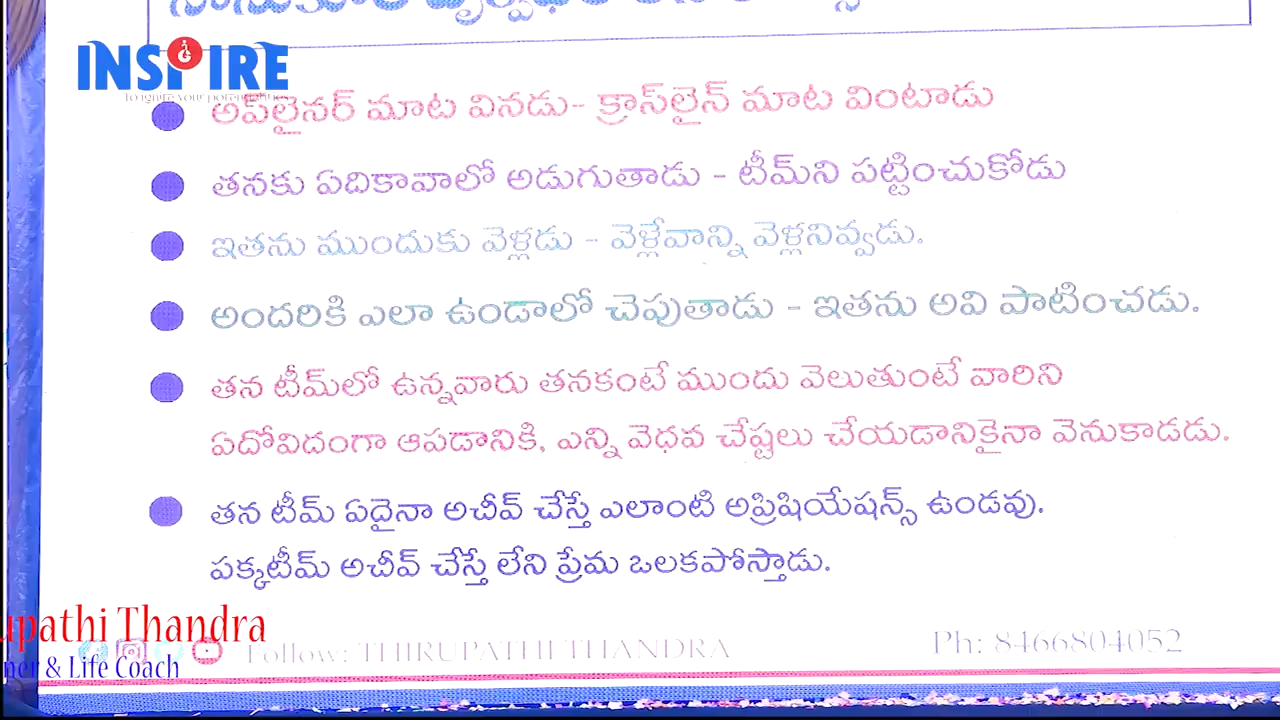 INSPIRE
అప్‌లైనర్ మాట వినడు- క్రాస్‌లైన్ మాట వింటాడు
తనకు ఏదికావాలో అడుగుతాడు - టీమ్‌ని పట్టించుకోడు
ఇతను ముందుకు వెళ్లడు - వెళ్లేవాన్ని వెళ్లనివ్వడు.
అందరికి ఎలా ఉండాలో చెపుతాడు - ఇతను అవి పాటించడు.
తన టీమ్‌లో ఉన్నవారు తనకంటే ముందు వెలుతుంటే వారిని
ఏదోవిదంగా ఆపడానికి, ఎన్ని వెధవ చేష్టలు చేయడానికైనా వెనుకాడడు.
తన టీమ్ ఏదైనా అచీవ్ చేస్తే ఎలాంటి అప్రిషియేషన్స్ ఉండవు.
పక్కటీమ్ అచీవ్ చేస్తే లేని ప్రేమ ఒలకపోస్తాడు.
upathi Thandra
ner & Life Coach
Follow: THIRUPATHI THANDRA
Ph: 8466804052